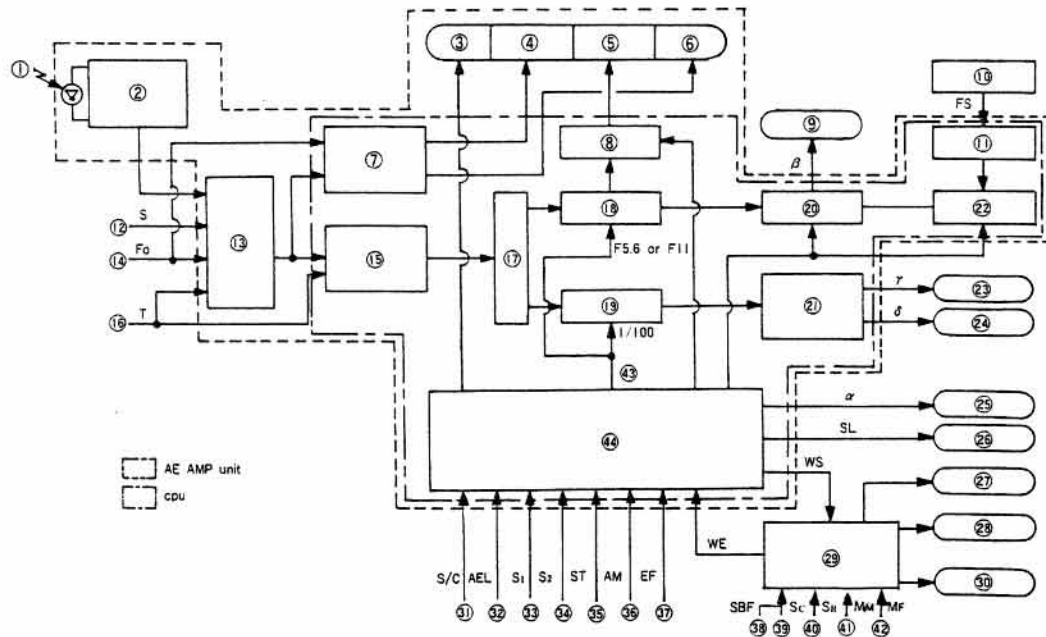 ③ ④ ⑤ ⑥
① ② ⑩
FS
⑨ ⑪
⑦ ⑧ β
⑱ ⑳ ㉒
⑫ S ⑬
⑭ Fo
⑮ ⑰ F5.6 or F11
⑯ T ⑲ ㉑ γ ㉓
δ ㉔
1/100
㊸
α ㉕
㊹ SL ㉖
AE AMP unit
cpu
WS ㉗
㉘
WE ㉙
㉚
S/C AEL S1 S2 ST AM EF
㉛ ㉜ ㉝ ㉞ ㉟ ㊱ ㊲
SBF Sc SR MM MF
㊳ ㊴ ㊵ ㊶ ㊷